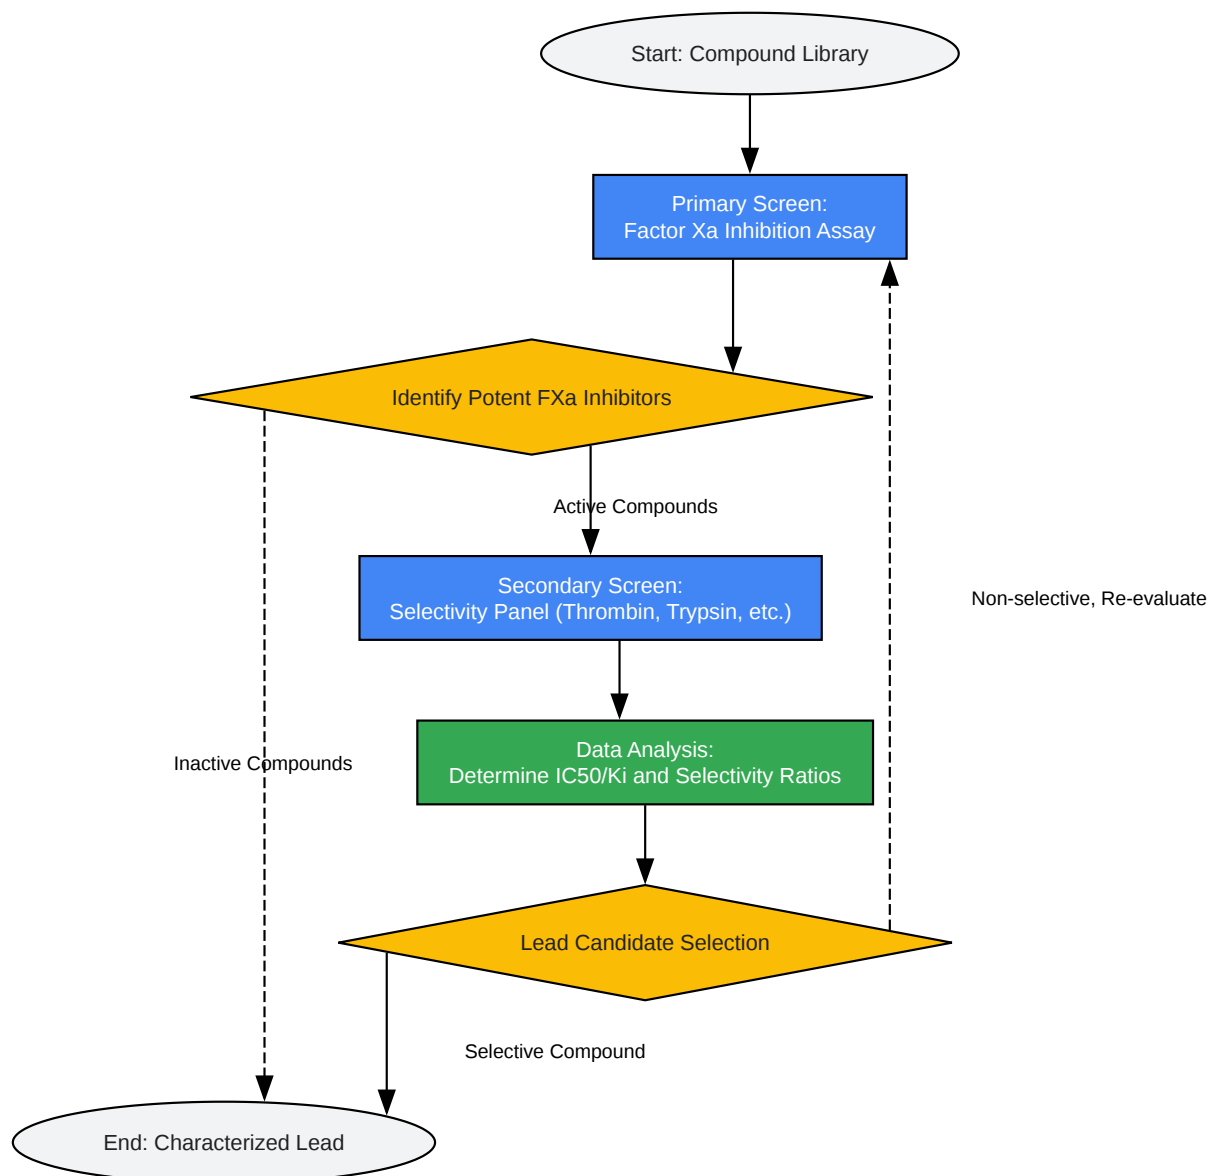 Start: Compound Library
Primary Screen:
Factor Xa Inhibition Assay
Identify Potent FXa Inhibitors
Active Compounds
Secondary Screen:
Selectivity Panel (Thrombin, Trypsin, etc.)
Non-selective, Re-evaluate
Data Analysis:
Determine IC50/Ki and Selectivity Ratios
Inactive Compounds
Lead Candidate Selection
Selective Compound
End: Characterized Lead